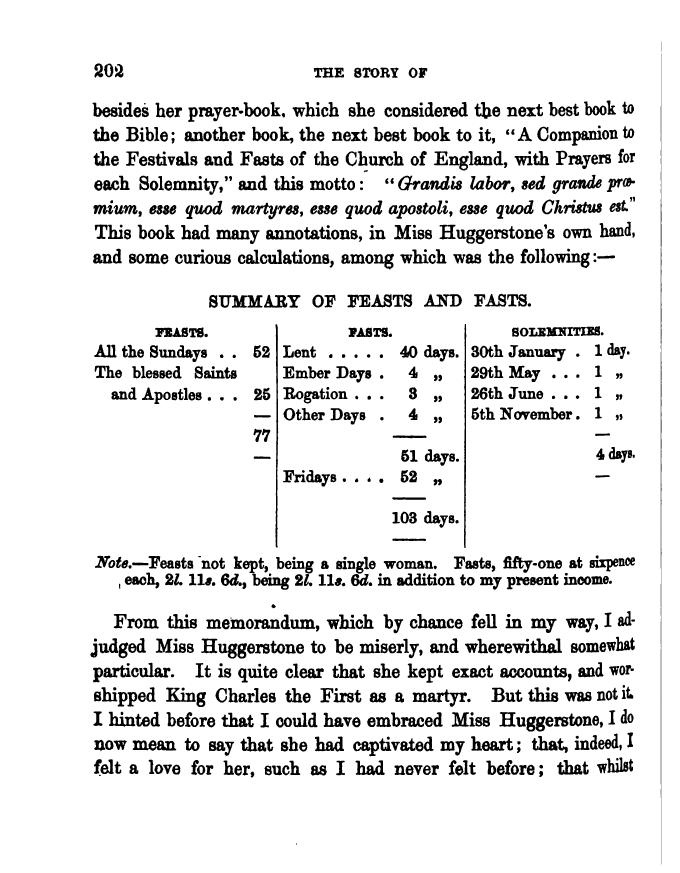 202 THE STORY OF
besides her prayer-book, which she considered the next best book to
the Bible; another book, the next best book to it, “A Companion to
the Festivals and Fasts of the Church of England, with Prayers for
each Solemnity,” and this motto: “Grandis labor, sed grande præ-
mium, esse quod martyres, esse quod apostoli, esse quod Christus est.”
This book had many annotations, in Miss Huggerstone's own hand,
and some curious calculations, among which was the following:—
SUMMARY OF FEASTS AND FASTS.
FEASTS.
All the Sundays . . 52
The blessed Saints
and Apostles . . . 25
—
77
—
FASTS.
Lent . . . . . 40 days.
Ember Days . 4 „
Rogation . . . 3 „
Other Days . 4 „
——
51 days.
Fridays . . . . 52 „
——
103 days.
——
SOLEMNITIES.
30th January . 1 day.
29th May . . . 1 „
26th June . . . 1 „
5th November . 1 „
—
4 days.
—
Note.—Feasts not kept, being a single woman. Fasts, fifty-one at sixpence
each, 2l. 11s. 6d., being 2l. 11s. 6d. in addition to my present income.
From this memorandum, which by chance fell in my way, I ad-
judged Miss Huggerstone to be miserly, and wherewithal somewhat
particular. It is quite clear that she kept exact accounts, and wor-
shipped King Charles the First as a martyr. But this was not it.
I hinted before that I could have embraced Miss Huggerstone, I do
now mean to say that she had captivated my heart; that, indeed, I
felt a love for her, such as I had never felt before; that whilst